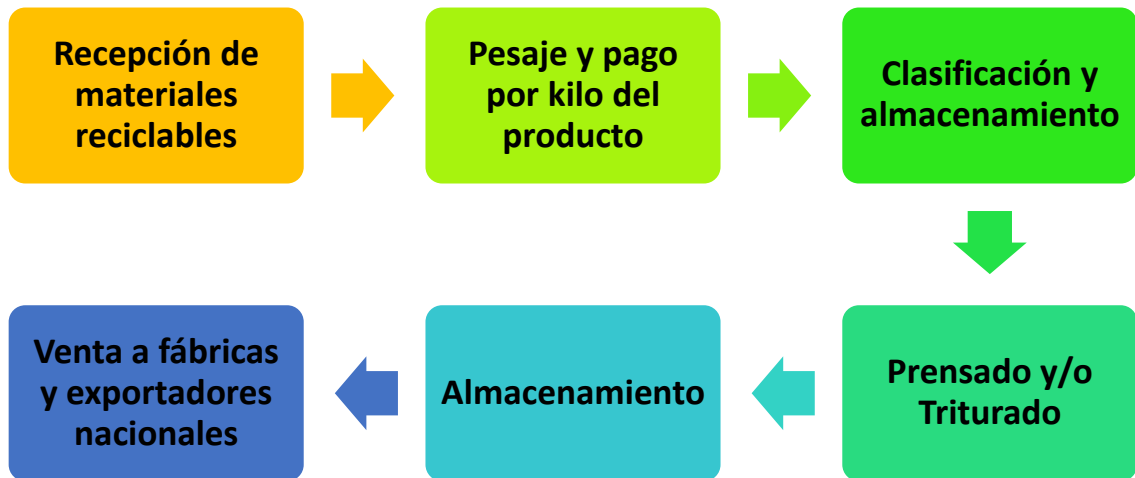 Recepción de
materiales
reciclables
Pesaje y pago
por kilo del
producto
Clasificación y
almacenamiento
Prensado y/o
Triturado
Almacenamiento
Venta a fábricas
y exportadores
nacionales